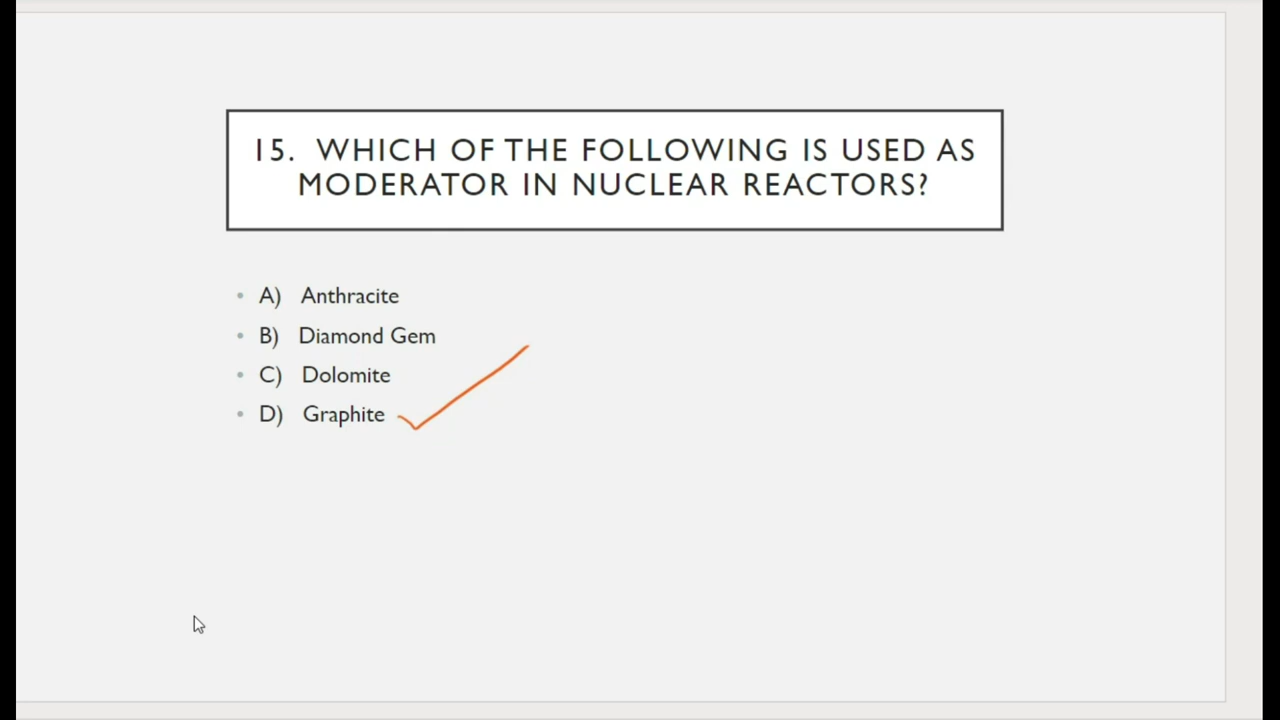 15. WHICH OF THE FOLLOWING IS USED AS
MODERATOR IN NUCLEAR REACTORS?
• A) Anthracite
• B) Diamond Gem
• C) Dolomite
• D) Graphite